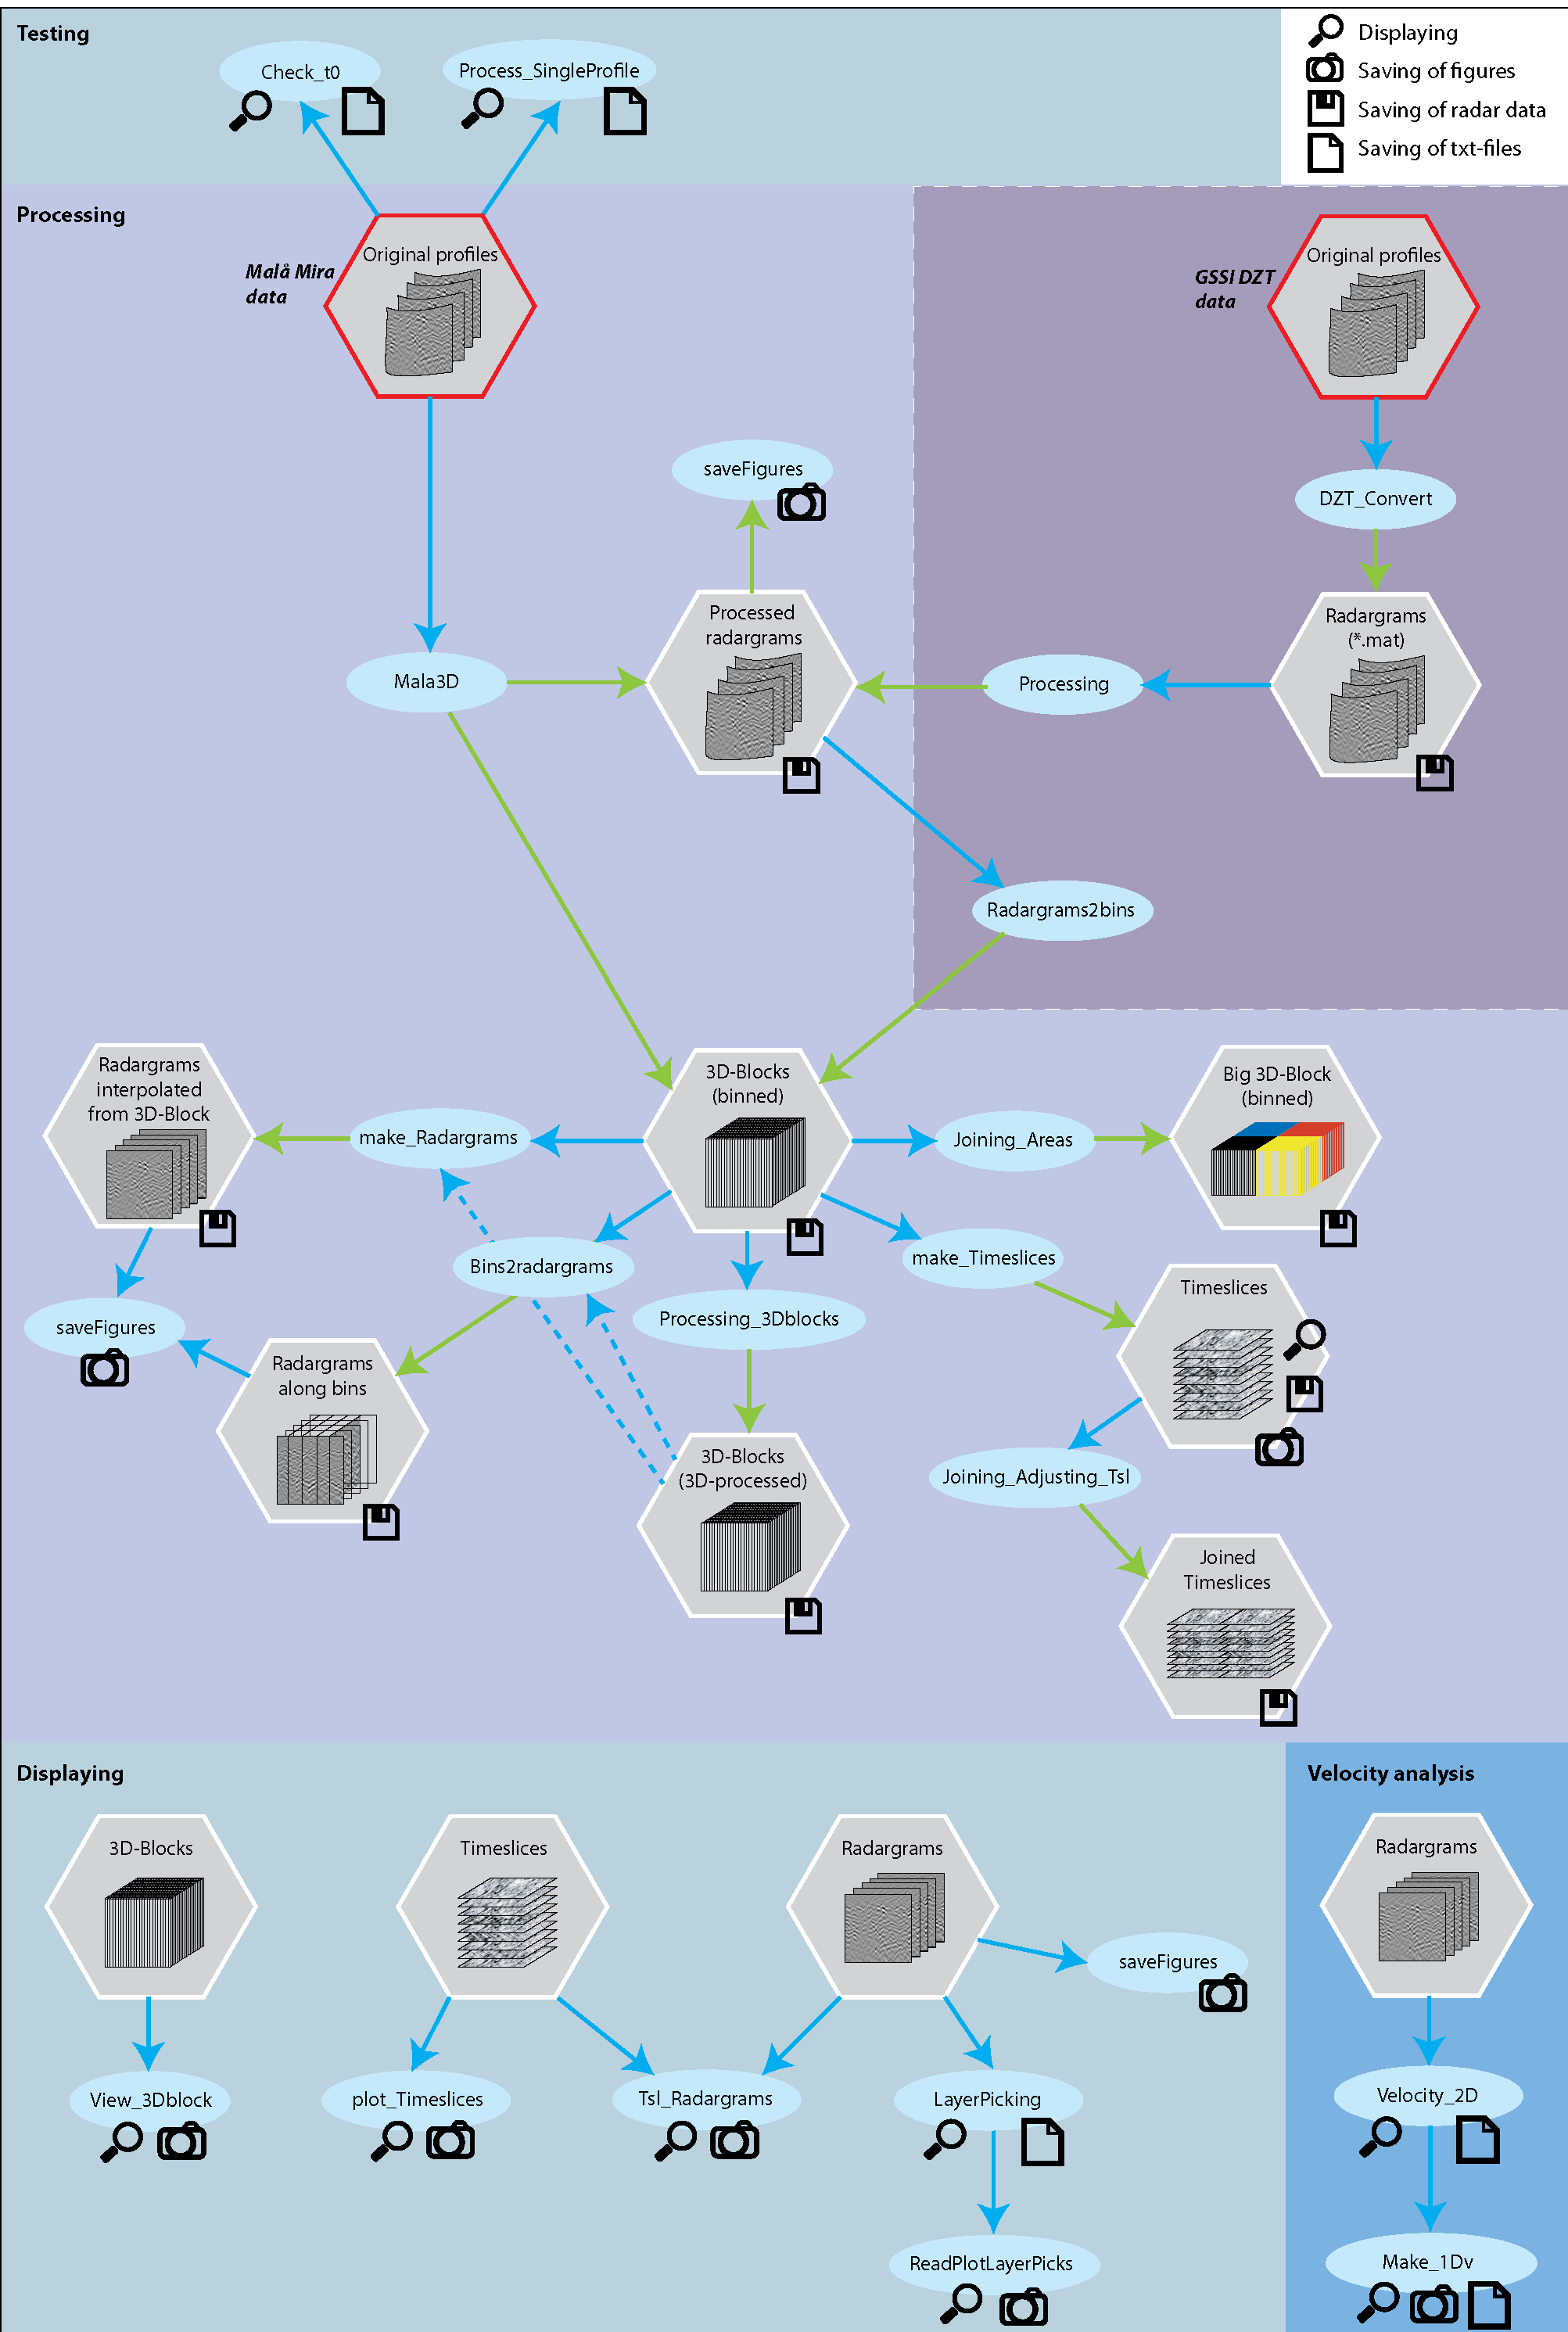 Testing
Check_t0
Process_SingleProfile
Displaying
Saving of figures
Saving of radar data
Saving of txt-files
Processing
Malå Mira
data
Original profiles
GSSI DZT
data
Original profiles
saveFigures
DZT_Convert
Processed
radargrams
Radargrams
(*.mat)
Mala3D
Processing
Radargrams2bins
Radargrams
interpolated
from 3D-Block
make_Radargrams
3D-Blocks
(binned)
Joining_Areas
Big 3D-Block
(binned)
Bins2radargrams
make_Timeslices
Processing_3Dblocks
Timeslices
saveFigures
Radargrams
along bins
3D-Blocks
(3D-processed)
Joining_Adjusting_Tsl
Joined
Timeslices
Displaying
3D-Blocks
Timeslices
Radargrams
saveFigures
View_3Dblock
plot_Timeslices
Tsl_Radargrams
LayerPicking
ReadPlotLayerPicks
Velocity analysis
Radargrams
Velocity_2D
Make_1Dv